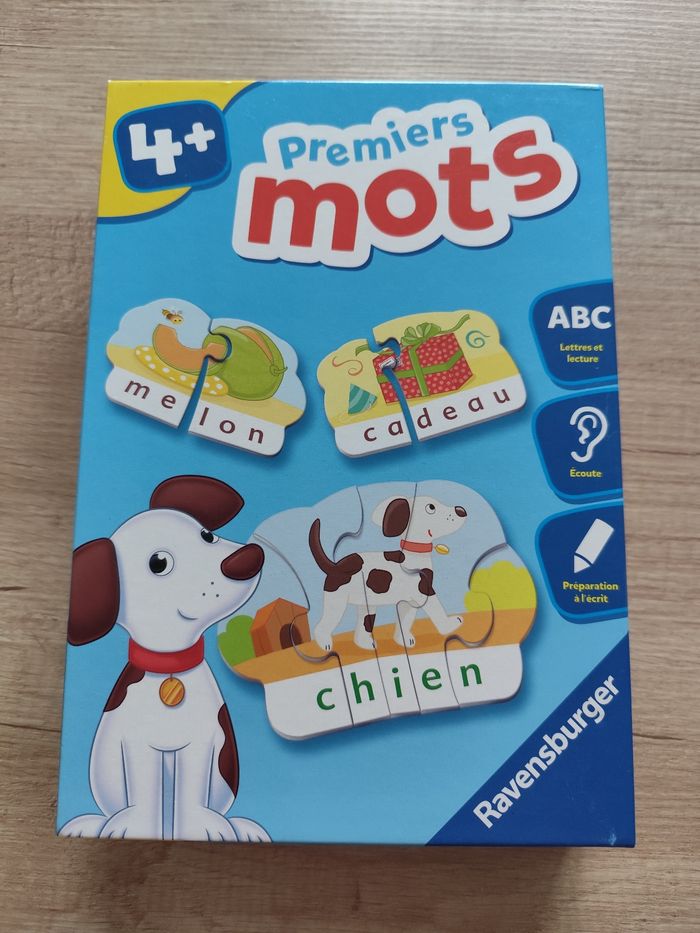 4+
Premiers
mots
melon
cadeau
ABC
Lettres et
lecture
Écoute
Préparation
à l'écrit
chien
Ravensburger